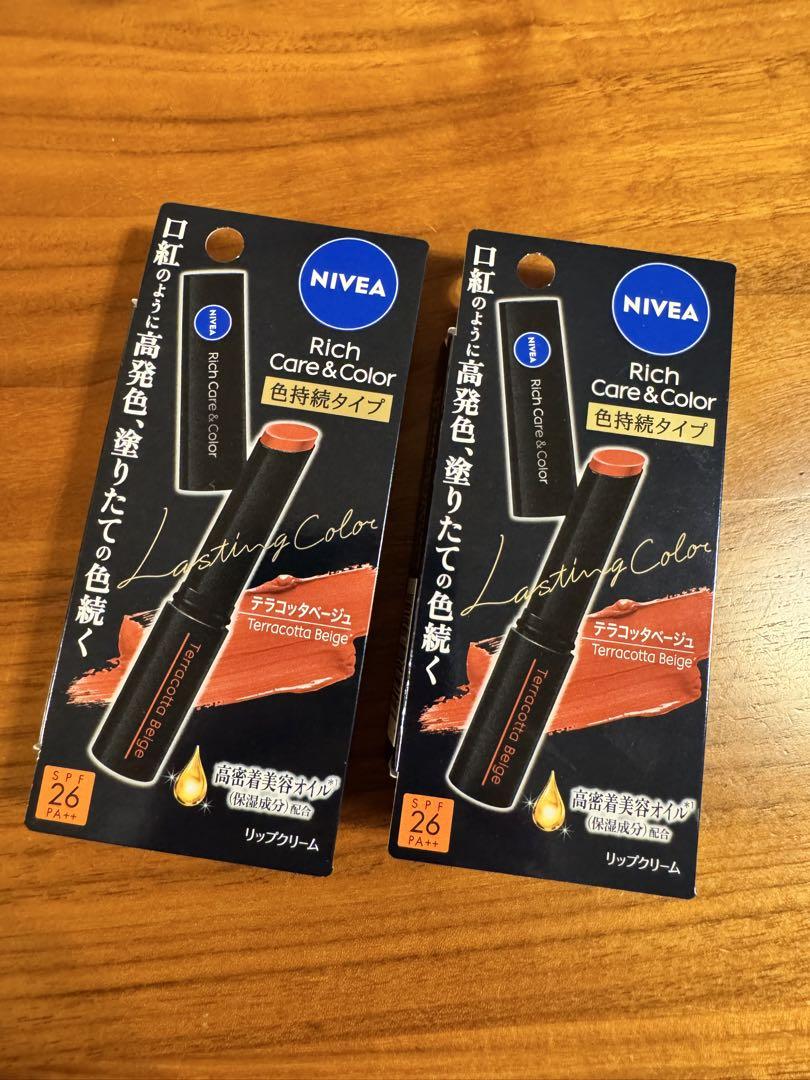 口紅のように高発色、塗りたての色続く
NIVEA
Rich
Care & Color
色持続タイプ
NIVEA Rich Care & Color
Lasting Color
テラコッタベージュ
Terracotta Beige
Terracotta Beige
高密着美容オイル*1
(保湿成分)配合
SPF
26
PA++
リップクリーム
口紅のように高発色、塗りたての色続く
NIVEA
Rich
Care & Color
色持続タイプ
NIVEA Rich Care & Color
Lasting Color
テラコッタベージュ
Terracotta Beige
Terracotta Beige
高密着美容オイル*1
(保湿成分)配合
SPF
26
PA++
リップクリーム